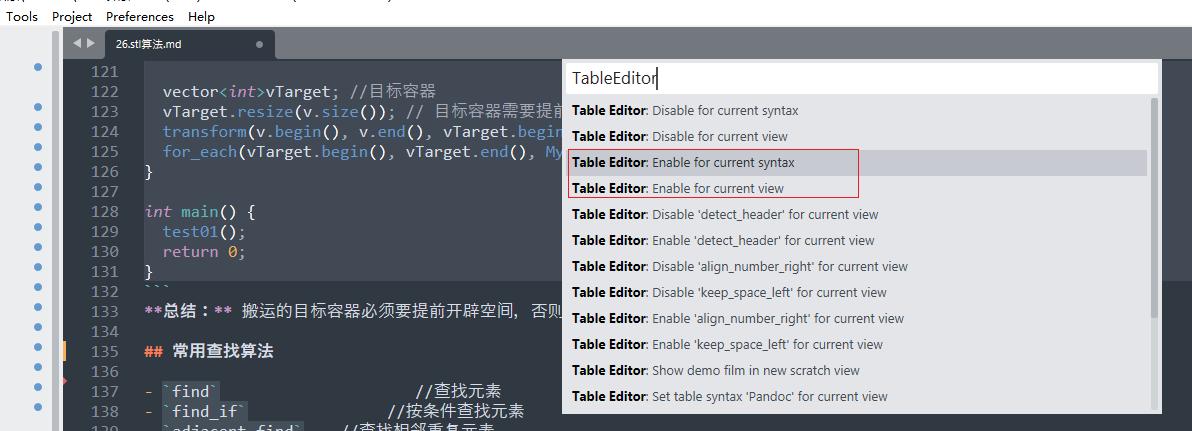 Tools Project Preferences Help
26.stl算法.md
TableEditor
Table Editor: Disable for current syntax
Table Editor: Disable for current view
Table Editor: Enable for current syntax
Table Editor: Enable for current view
Table Editor: Disable 'detect_header' for current view
Table Editor: Enable 'detect_header' for current view
Table Editor: Disable 'align_number_right' for current view
Table Editor: Disable 'keep_space_left' for current view
Table Editor: Enable 'align_number_right' for current view
Table Editor: Enable 'keep_space_left' for current view
Table Editor: Show demo film in new scratch view
Table Editor: Set table syntax 'Pandoc' for current view
121
122 vector<int>vTarget; //目标容器
123 vTarget.resize(v.size()); // 目标容器需要提前
124 transform(v.begin(), v.end(), vTarget.begin
125 for_each(vTarget.begin(), vTarget.end(), My
126 }
127
128 int main() {
129 test01();
130 return 0;
131 }
132 ```
133 **总结：** 搬运的目标容器必须要提前开辟空间，否则
134
135 ## 常用查找算法
136
137 - `find` //查找元素
138 - `find_if` //按条件查找元素
139 - `adjacent_find` //查找相邻重复元素